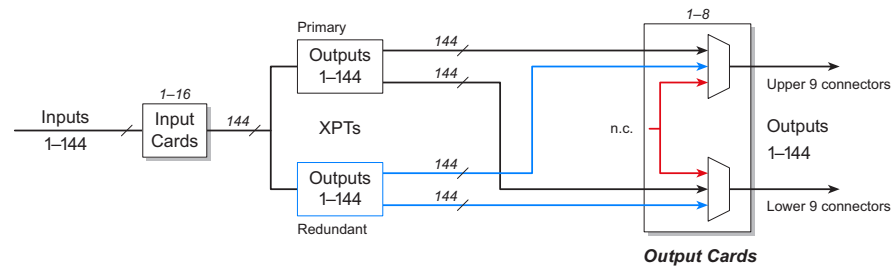 Primary
144
1–8
Outputs
1–144
144
Upper 9 connectors
1–16
Inputs
1–144
Input
Cards
144
XPTs
n.c.
Outputs
1–144
144
Outputs
1–144
144
Redundant
Lower 9 connectors
Output Cards